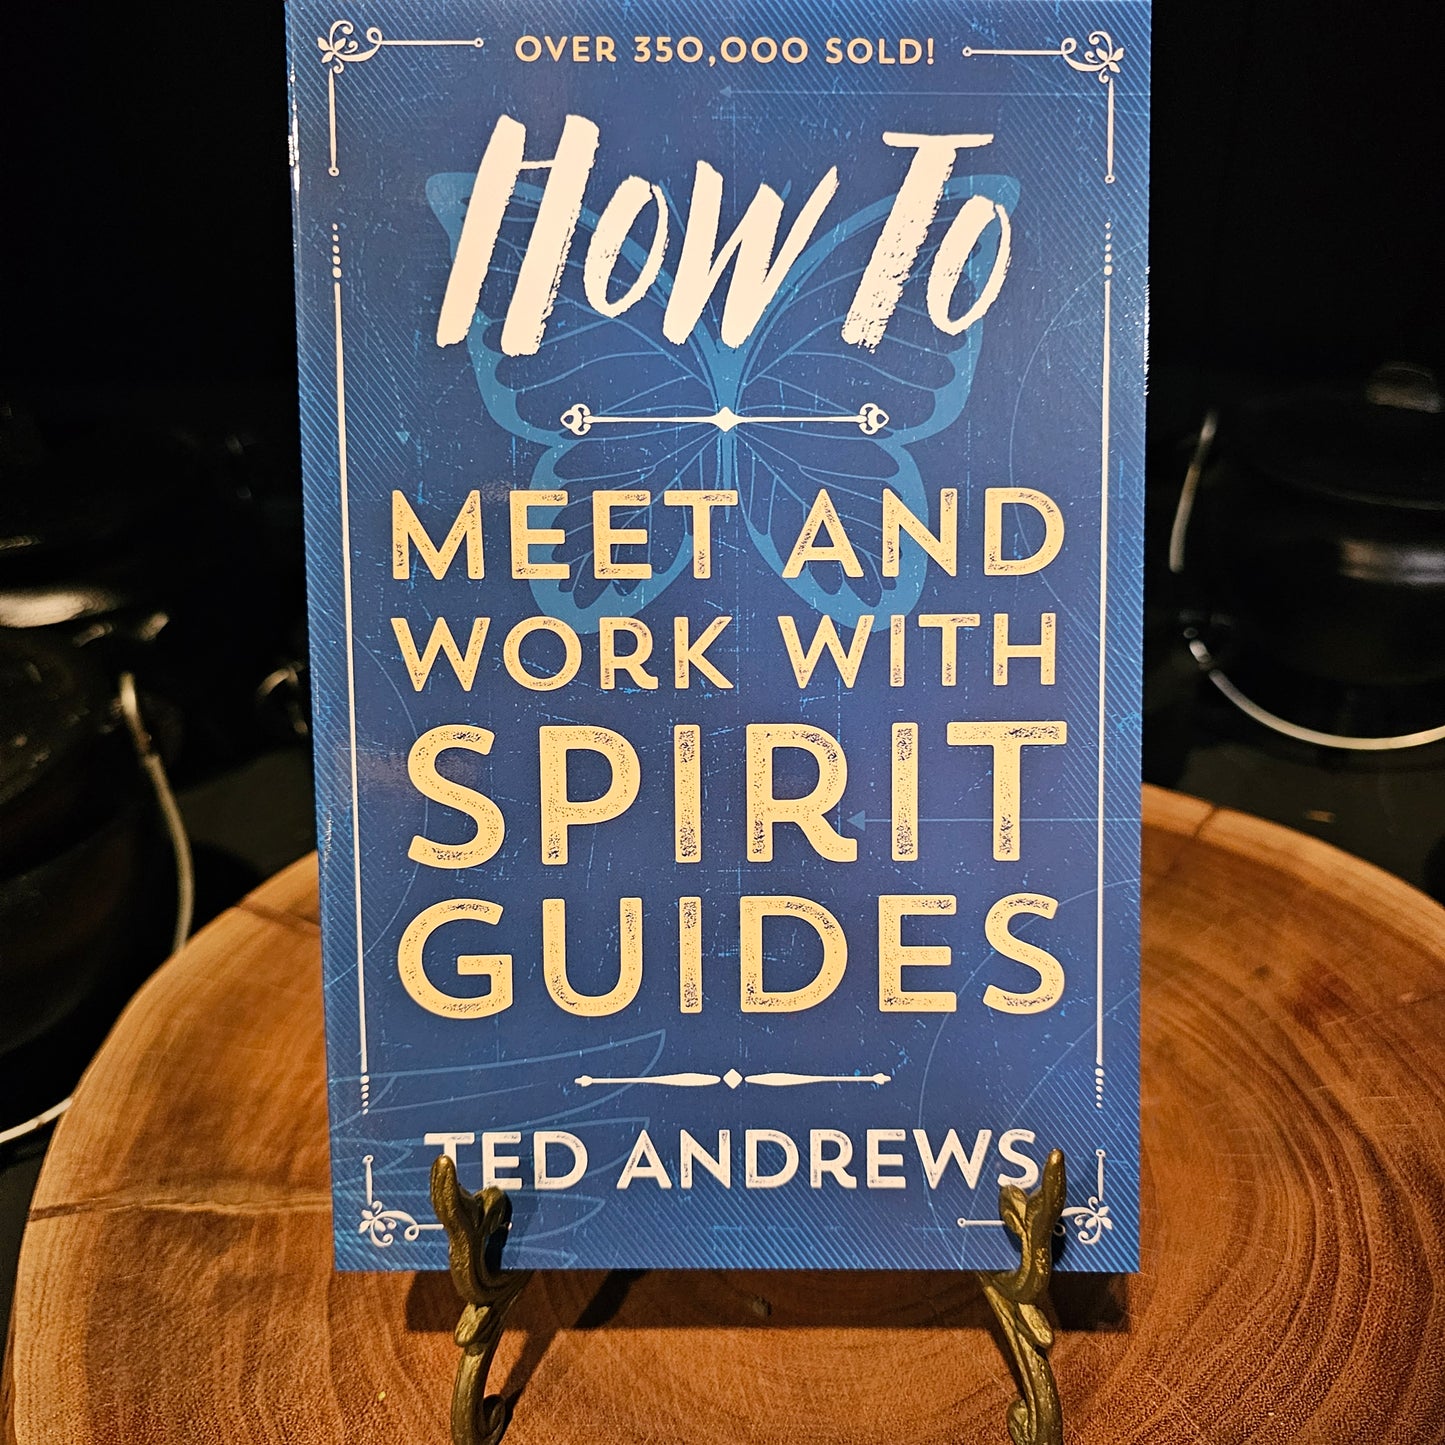 OVER 350,000 SOLD!
How To
MEET AND
WORK WITH
SPIRIT
GUIDES
TED ANDREWS